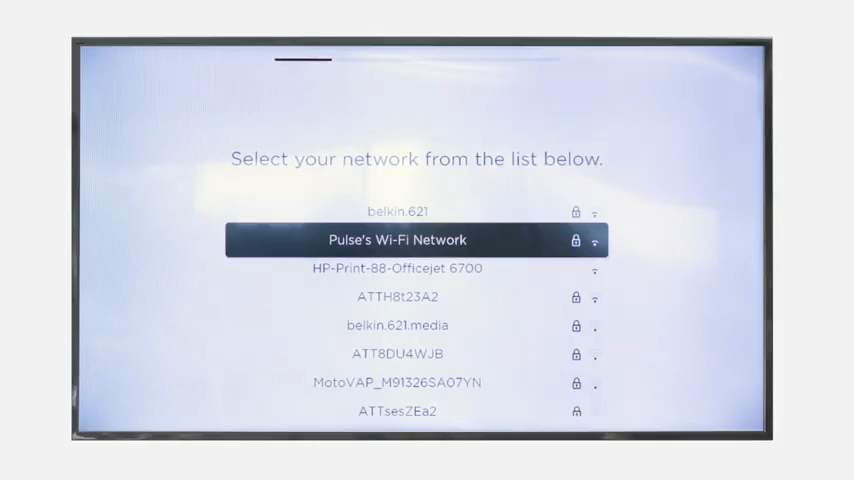 Select your network from the list below.
belkin.621
Pulse's Wi-Fi Network
HP-Print-88-Officejet 6700
ATTH8t23A2
belkin.621.media
ATT8DU4WJB
MotoVAP_M91326SA07YN
ATTsesZEa2